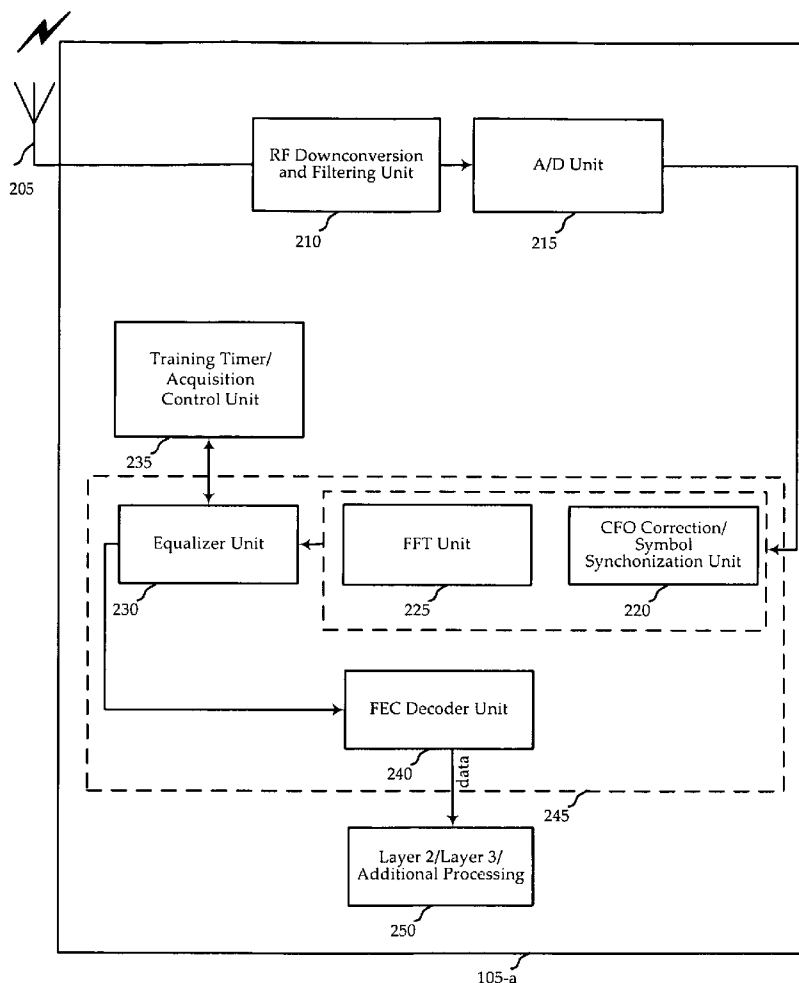 205
RF Downconversion
and Filtering Unit
210
A/D Unit
215
Training Timer/
Acquisition
Control Unit
235
Equalizer Unit
230
FFT Unit
225
CFO Correction/
Symbol
Synchonization Unit
220
FEC Decoder Unit
240
data
245
Layer 2/Layer 3/
Additional Processing
250
105-a